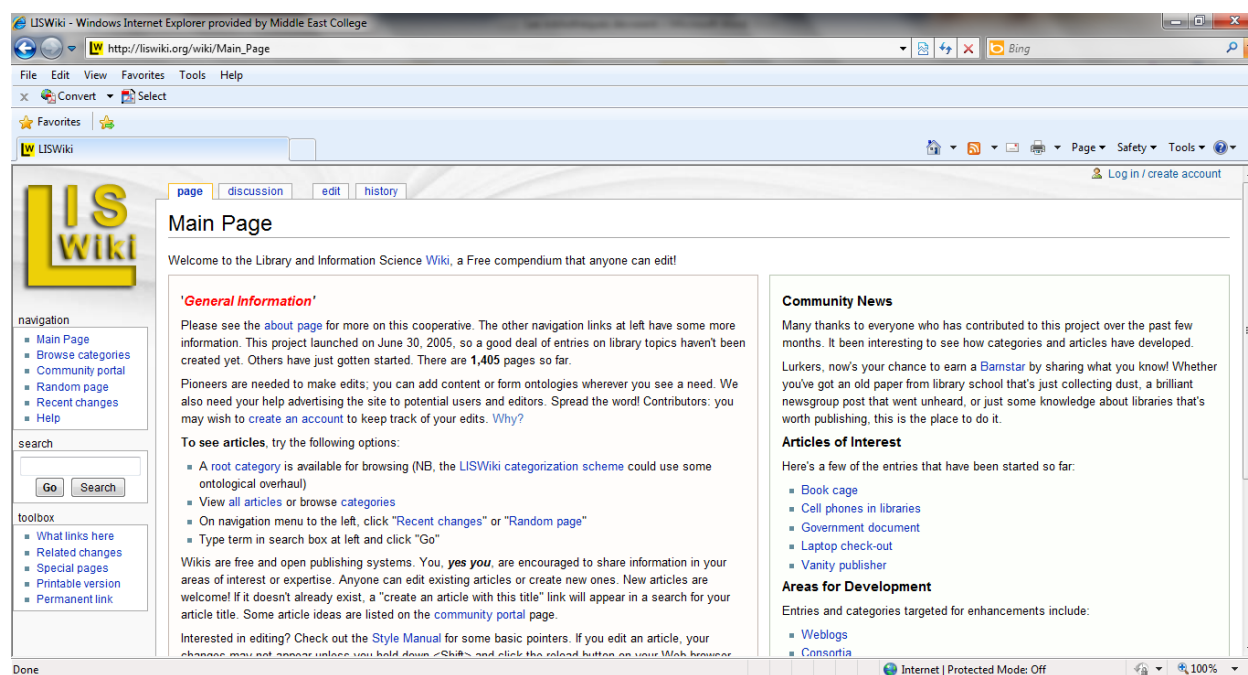 LISWiki - Windows Internet Explorer provided by Middle East College
http://liswiki.org/wiki/Main_Page
Bing
File Edit View Favorites Tools Help
x Convert Select
Favorites
LISWiki
Page Safety Tools
Log in / create account
LIS
Wiki
page discussion edit history
Main Page
Welcome to the Library and Information Science Wiki, a Free compendium that anyone can edit!
navigation
Main Page
Browse categories
Community portal
Random page
Recent changes
Help
search
Go Search
toolbox
What links here
Related changes
Special pages
Printable version
Permanent link
'General Information'
Please see the about page for more on this cooperative. The other navigation links at left have some more
information. This project launched on June 30, 2005, so a good deal of entries on library topics haven't been
created yet. Others have just gotten started. There are 1,405 pages so far.
Pioneers are needed to make edits; you can add content or form ontologies wherever you see a need. We
also need your help advertising the site to potential users and editors. Spread the word! Contributors: you
may wish to create an account to keep track of your edits. Why?
To see articles, try the following options:
A root category is available for browsing (NB, the LISWiki categorization scheme could use some
ontological overhaul)
View all articles or browse categories
On navigation menu to the left, click "Recent changes" or "Random page"
Type term in search box at left and click "Go"
Wikis are free and open publishing systems. You, yes you, are encouraged to share information in your
areas of interest or expertise. Anyone can edit existing articles or create new ones. New articles are
welcome! If it doesn't already exist, a "create an article with this title" link will appear in a search for your
article title. Some article ideas are listed on the community portal page.
Interested in editing? Check out the Style Manual for some basic pointers. If you edit an article, your
changes may not appear unless you hold down <Shift> and click the reload button on your Web browser
Community News
Many thanks to everyone who has contributed to this project over the past few
months. It been interesting to see how categories and articles have developed.
Lurkers, now's your chance to earn a Barnstar by sharing what you know! Whether
you've got an old paper from library school that's just collecting dust, a brilliant
newsgroup post that went unheard, or just some knowledge about libraries that's
worth publishing, this is the place to do it.
Articles of Interest
Here's a few of the entries that have been started so far:
Book cage
Cell phones in libraries
Government document
Laptop check-out
Vanity publisher
Areas for Development
Entries and categories targeted for enhancements include:
Weblogs
Consortia
Done
Internet | Protected Mode: Off
100%